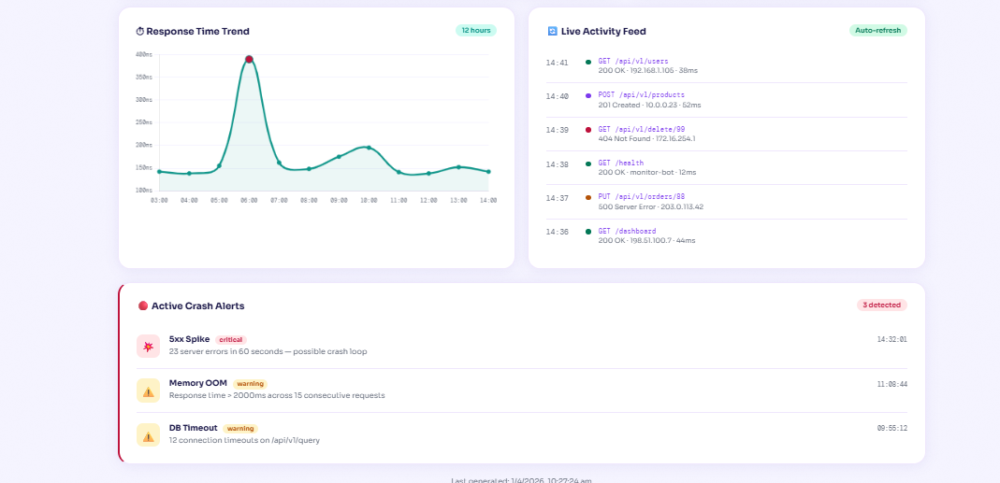 Response Time Trend
12 hours
400ms
350ms
300ms
250ms
200ms
150ms
100ms
03:00 04:00 05:00 06:00 07:00 08:00 09:00 10:00 11:00 12:00 13:00 14:00
Live Activity Feed
Auto-refresh
14:41 GET /api/v1/users
200 OK · 192.168.1.105 · 38ms
14:40 POST /api/v1/products
201 Created · 10.0.0.23 · 52ms
14:39 GET /api/v1/delete/99
404 Not Found · 172.16.254.1
14:38 GET /health
200 OK · monitor-bot · 12ms
14:37 PUT /api/v1/orders/88
500 Server Error · 203.0.113.42
14:36 GET /dashboard
200 OK · 198.51.100.7 · 44ms
Active Crash Alerts
3 detected
5xx Spike critical 14:32:01
23 server errors in 60 seconds — possible crash loop
Memory OOM warning 11:08:44
Response time > 2000ms across 15 consecutive requests
DB Timeout warning 09:55:12
12 connection timeouts on /api/v1/query
Last generated: 1/4/2026, 10:27:24 am